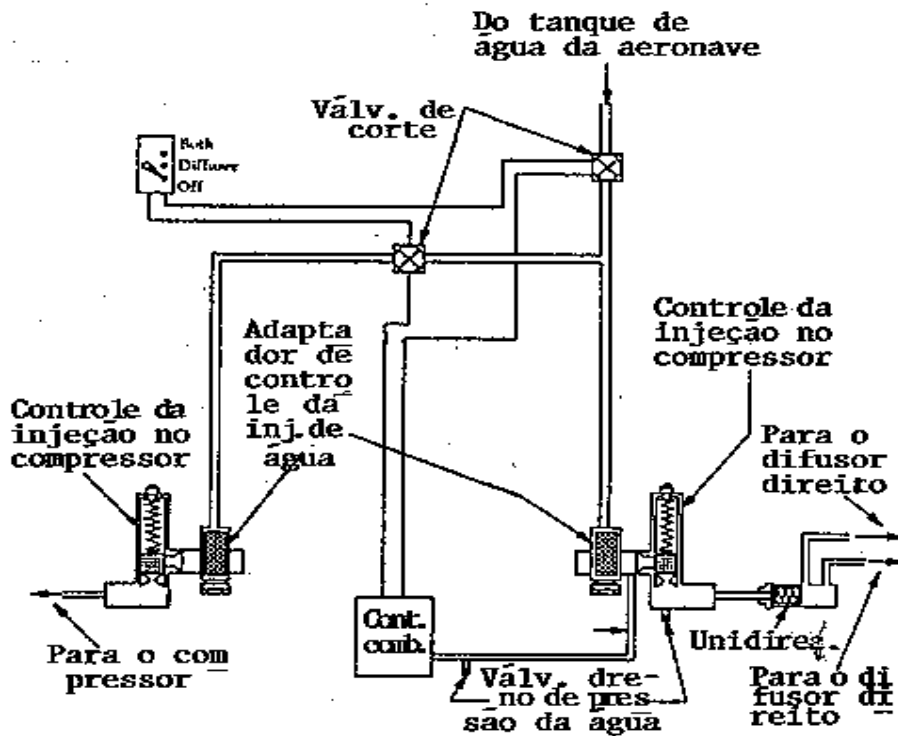 Do tanque de
água da aeronave
Válv. de
corte
Both
Diffuser
Off
Controle da
injeção no
compressor
Adapta
dor de
contro
le da
inj.de
água
Controle da
injeção no
compressor
Para o
difusor
direito
Cont.
comb.
Para o com
pressor
Válv. dre-
no de pres
são da água
Unidirec.
Para o di
fusor di
reito